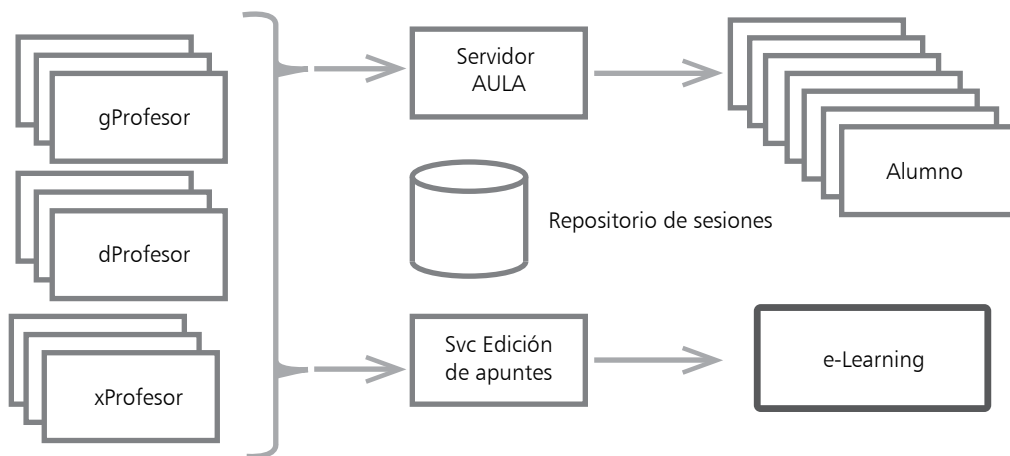 gProfesor
dProfesor
xProfesor
Servidor
AULA
Repositorio de sesiones
Svc Edición
de apuntes
Alumno
e-Learning